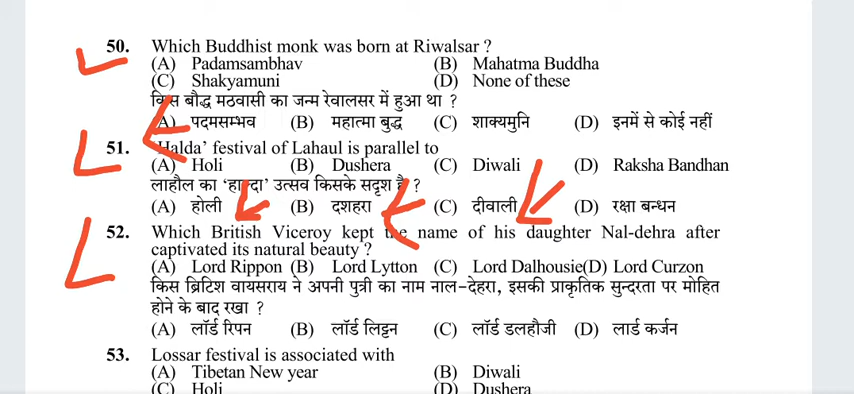 50. Which Buddhist monk was born at Riwalsar ?
(A) Padamsambhav (B) Mahatma Buddha
(C) Shakyamuni (D) None of these
किस बौद्ध मठवासी का जन्म रेवालसर में हुआ था ?
(A) पदमसम्भव (B) महात्मा बुद्ध (C) शाक्यमुनि (D) इनमें से कोई नहीं
51. ‘Halda’ festival of Lahaul is parallel to
(A) Holi (B) Dushera (C) Diwali (D) Raksha Bandhan
लाहौल का ‘हाल्दा’ उत्सव किसके सदृश है ?
(A) होली (B) दशहरा (C) दीवाली (D) रक्षा बन्धन
52. Which British Viceroy kept the name of his daughter Nal-dehra after
captivated its natural beauty ?
(A) Lord Rippon (B) Lord Lytton (C) Lord Dalhousie(D) Lord Curzon
किस ब्रिटिश वायसराय ने अपनी पुत्री का नाम नाल-देहरा, इसकी प्राकृतिक सुन्दरता पर मोहित
होने के बाद रखा ?
(A) लॉर्ड रिपन (B) लॉर्ड लिट्टन (C) लॉर्ड डलहौजी (D) लार्ड कर्जन
53. Lossar festival is associated with
(A) Tibetan New year (B) Diwali
(C) Holi (D) Dushera